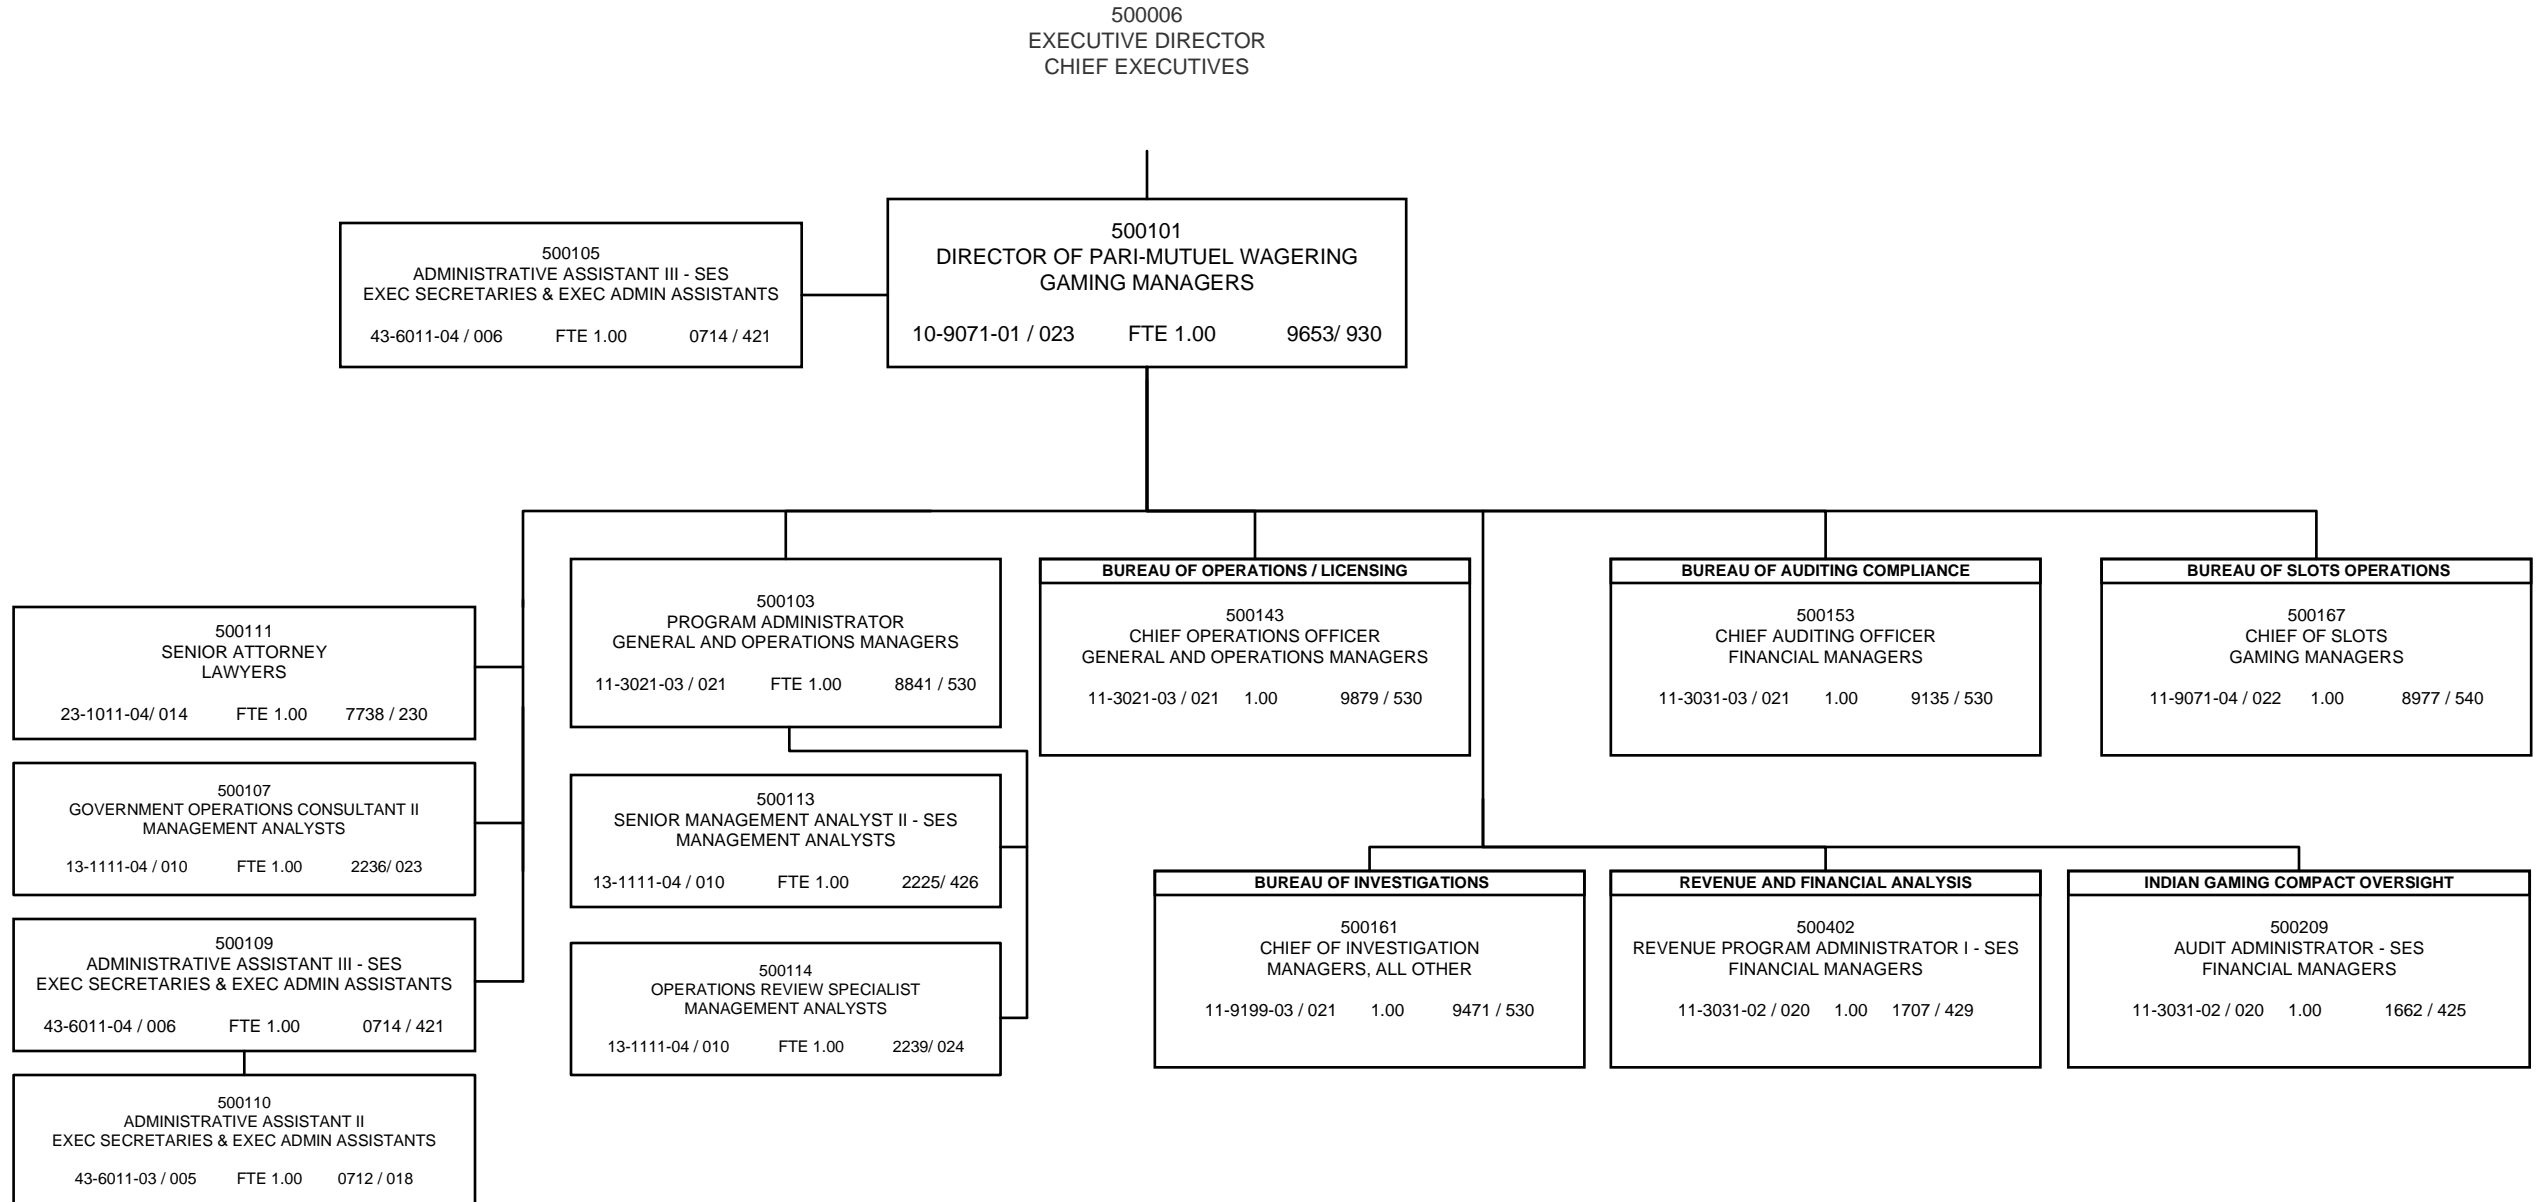 500006
EXECUTIVE DIRECTOR
CHIEF EXECUTIVES
500105
ADMINISTRATIVE ASSISTANT III - SES
EXEC SECRETARIES & EXEC ADMIN ASSISTANTS
43-6011-04 / 006 FTE 1.00 0714 / 421
500101
DIRECTOR OF PARI-MUTUEL WAGERING
GAMING MANAGERS
10-9071-01 / 023 FTE 1.00 9653/ 930
500111
SENIOR ATTORNEY
LAWYERS
23-1011-04/ 014 FTE 1.00 7738 / 230
500107
GOVERNMENT OPERATIONS CONSULTANT II
MANAGEMENT ANALYSTS
13-1111-04 / 010 FTE 1.00 2236/ 023
500109
ADMINISTRATIVE ASSISTANT III - SES
EXEC SECRETARIES & EXEC ADMIN ASSISTANTS
43-6011-04 / 006 FTE 1.00 0714 / 421
500110
ADMINISTRATIVE ASSISTANT II
EXEC SECRETARIES & EXEC ADMIN ASSISTANTS
43-6011-03 / 005 FTE 1.00 0712 / 018
500103
PROGRAM ADMINISTRATOR
GENERAL AND OPERATIONS MANAGERS
11-3021-03 / 021 FTE 1.00 8841 / 530
500113
SENIOR MANAGEMENT ANALYST II - SES
MANAGEMENT ANALYSTS
13-1111-04 / 010 FTE 1.00 2225/ 426
500114
OPERATIONS REVIEW SPECIALIST
MANAGEMENT ANALYSTS
13-1111-04 / 010 FTE 1.00 2239/ 024
BUREAU OF OPERATIONS / LICENSING
500143
CHIEF OPERATIONS OFFICER
GENERAL AND OPERATIONS MANAGERS
11-3021-03 / 021 1.00 9879 / 530
BUREAU OF AUDITING COMPLIANCE
500153
CHIEF AUDITING OFFICER
FINANCIAL MANAGERS
11-3031-03 / 021 1.00 9135 / 530
BUREAU OF SLOTS OPERATIONS
500167
CHIEF OF SLOTS
GAMING MANAGERS
11-9071-04 / 022 1.00 8977 / 540
BUREAU OF INVESTIGATIONS
500161
CHIEF OF INVESTIGATION
MANAGERS, ALL OTHER
11-9199-03 / 021 1.00 9471 / 530
REVENUE AND FINANCIAL ANALYSIS
500402
REVENUE PROGRAM ADMINISTRATOR I - SES
FINANCIAL MANAGERS
11-3031-02 / 020 1.00 1707 / 429
INDIAN GAMING COMPACT OVERSIGHT
500209
AUDIT ADMINISTRATOR - SES
FINANCIAL MANAGERS
11-3031-02 / 020 1.00 1662 / 425